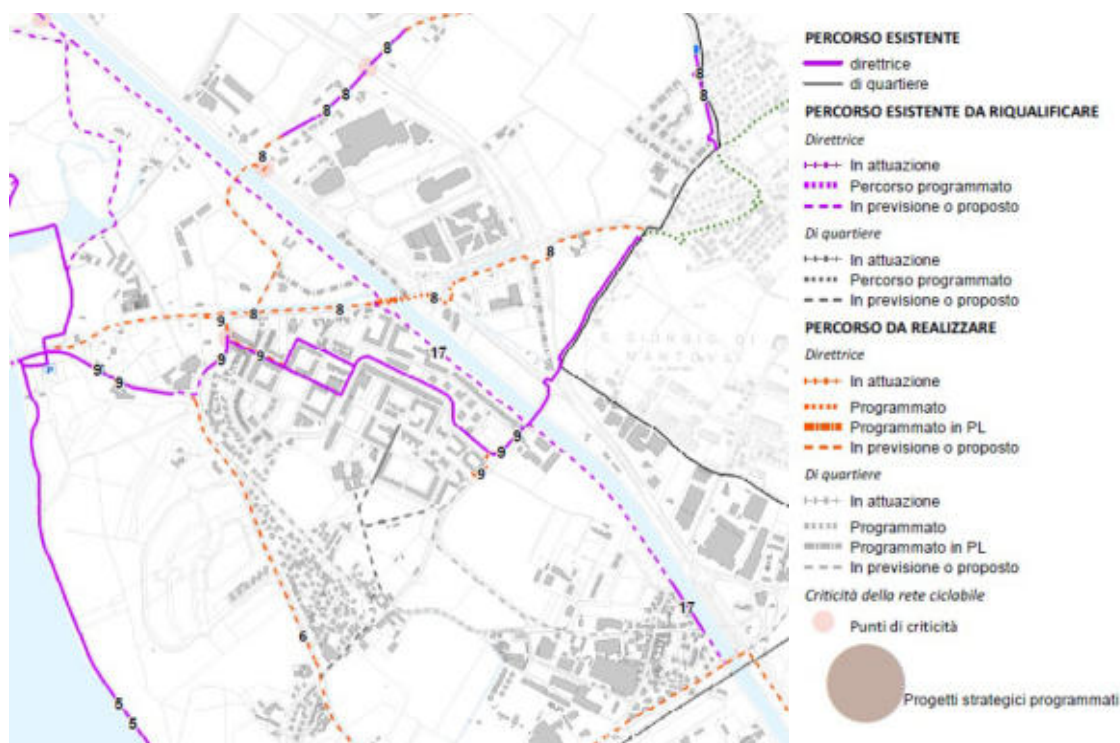 PERCORSO ESISTENTE
direttrice
di quartiere
PERCORSO ESISTENTE DA RIQUALIFICARE
Direttrice
In attuazione
Percorso programmato
In previsione o proposto
Di quartiere
In attuazione
Percorso programmato
In previsione o proposto
PERCORSO DA REALIZZARE
Direttrice
In attuazione
Programmato
Programmato in PL
In previsione o proposto
Di quartiere
In attuazione
Programmato
Programmato in PL
In previsione o proposto
Criticità della rete ciclabile
Punti di criticità
Progetti strategici programmati
8
8
8
8
8
8
8
8
8
8
8
9
9
9
9
9
9
9
9
17
17
6
5
5
P